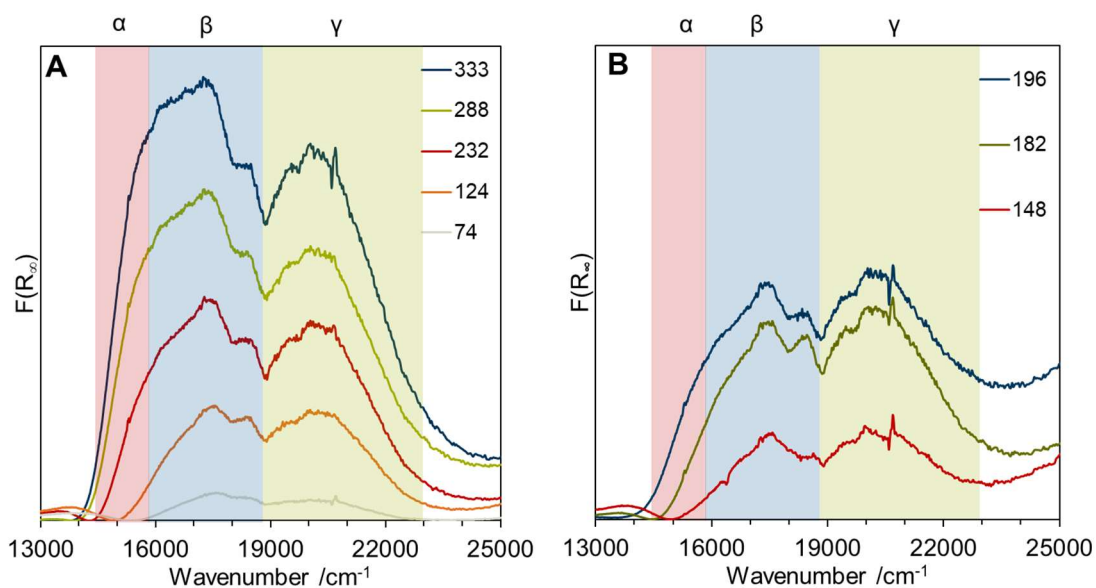 α β γ
A
333
288
232
124
74
F(R∞)
13000 16000 19000 22000 25000
Wavenumber /cm-1
α β γ
B
196
182
148
F(R∞)
13000 16000 19000 22000 25000
Wavenumber /cm-1